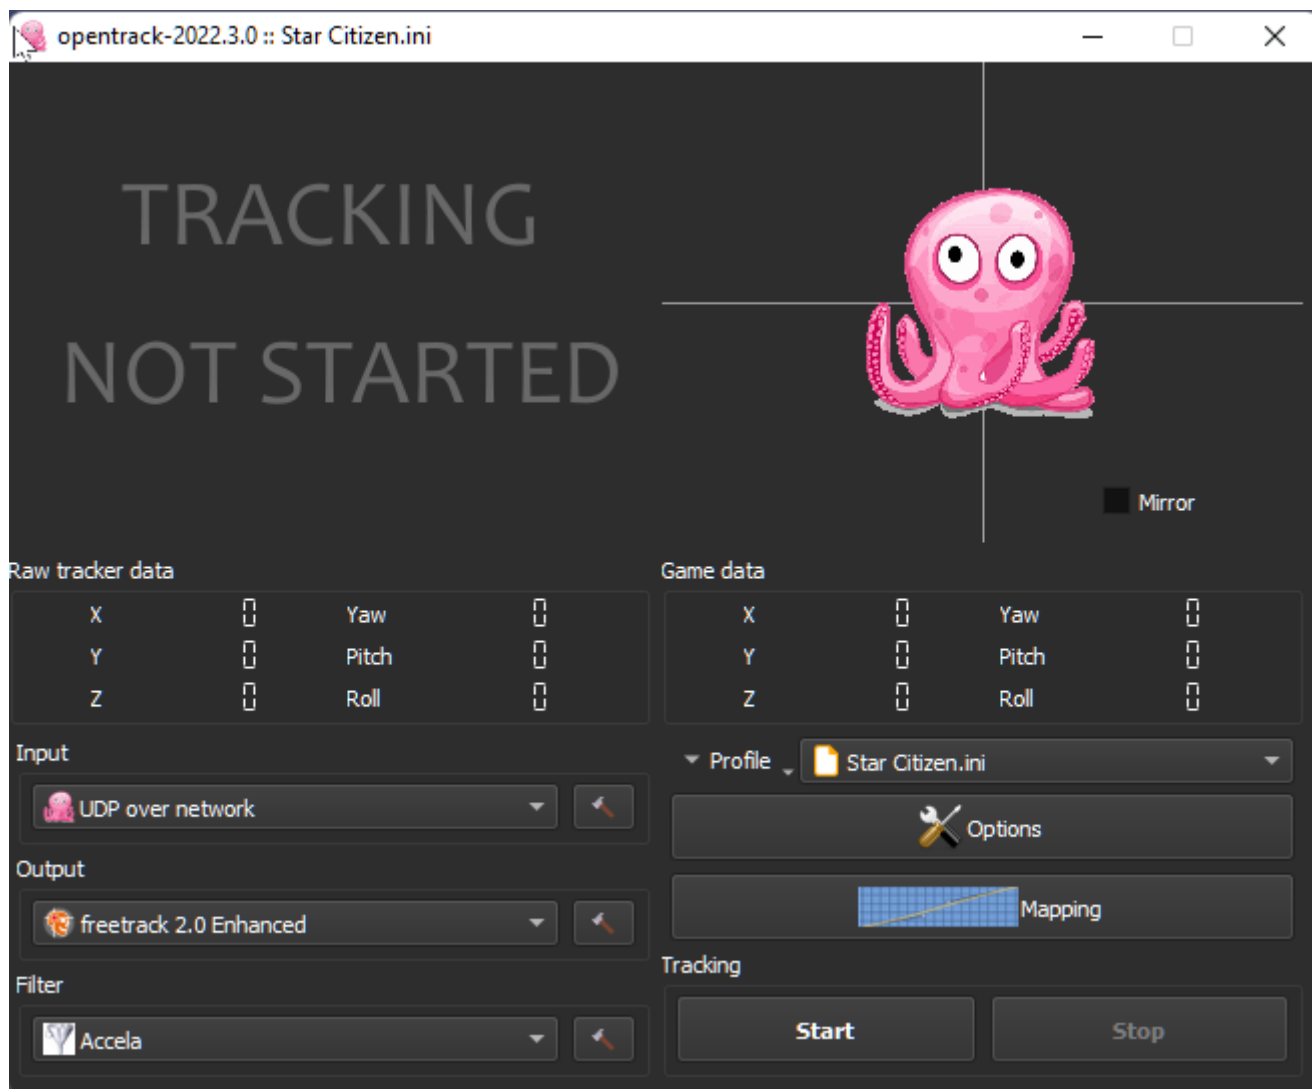 opentrack-2022.3.0 :: Star Citizen.ini
TRACKING
NOT STARTED
Mirror
Raw tracker data
X 0 Yaw 0
Y 0 Pitch 0
Z 0 Roll 0
Game data
X 0 Yaw 0
Y 0 Pitch 0
Z 0 Roll 0
Input
UDP over network
Output
freetrack 2.0 Enhanced
Filter
Accela
Profile Star Citizen.ini
Options
Mapping
Tracking
Start Stop